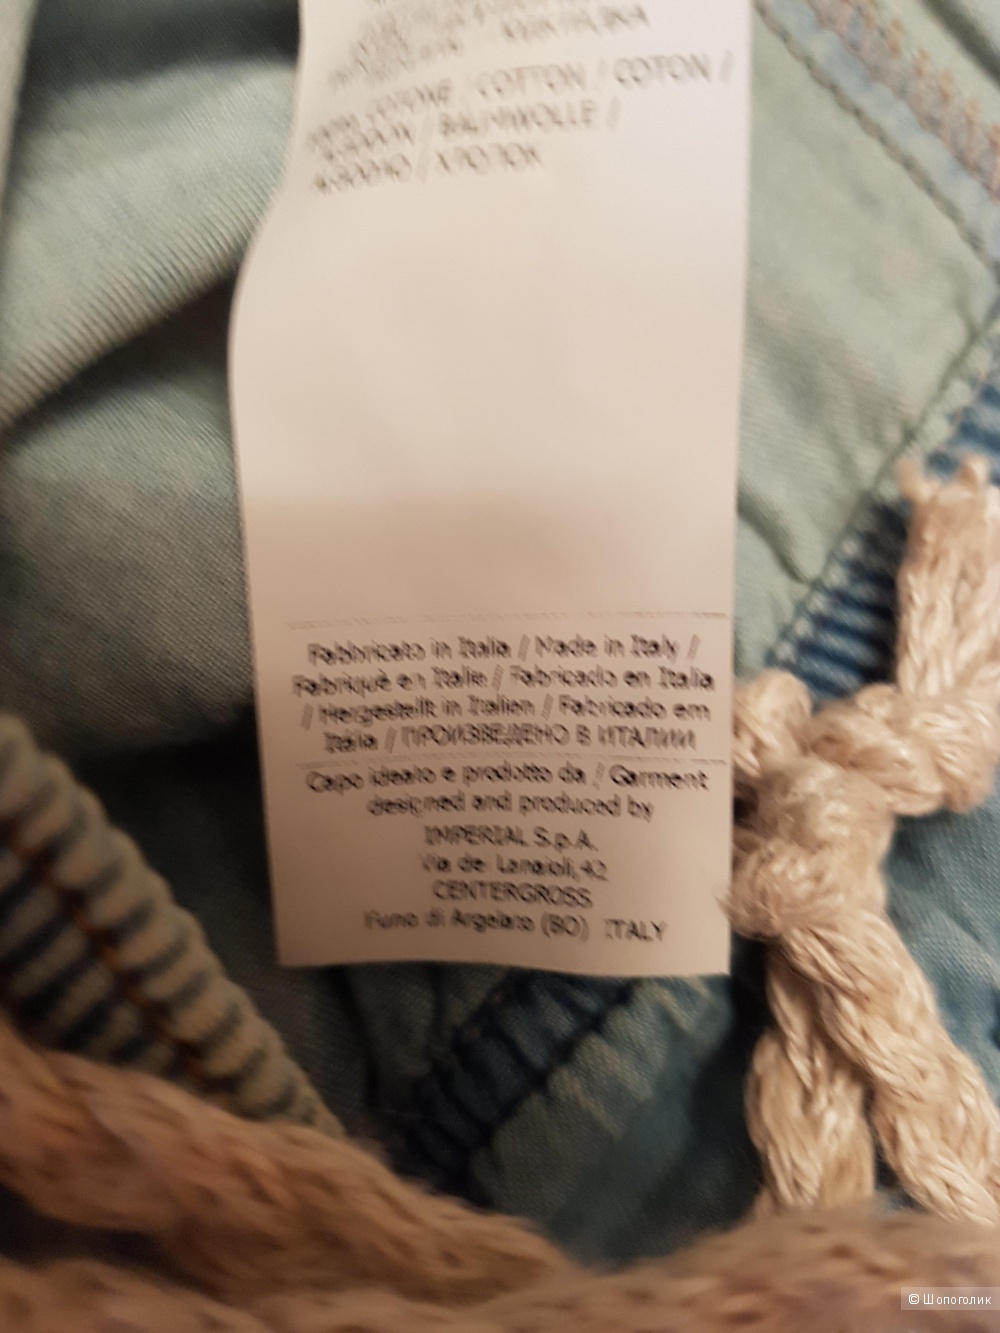 COTONE / COTTON / COTON /
/ BAUMWOLLE /
/ ХЛОПОК
Fabbricato in Italia / Made in Italy /
Fabriqué en Italie / Fabricado en Italia
/ Hergestellt in Italien / Fabricado em
Itália / ПРОИЗВЕДЕНО В ИТАЛИИ
Capo ideato e prodotto da / Garment
designed and produced by
IMPERIAL S.p.A.
Via dei Lanaioli,42
CENTERGROSS
Funo di Argelato (BO) ITALY
© Шопоголик